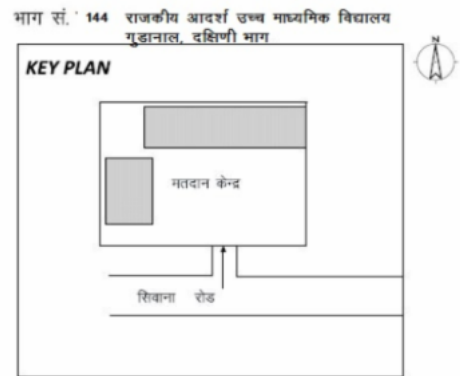 भाग सं. 144 राजकीय आदर्श उच्च माध्यमिक विद्यालय
गुडानाल, दक्षिणी भाग
N
KEY PLAN
मतदान केन्द्र
सिवाना रोड